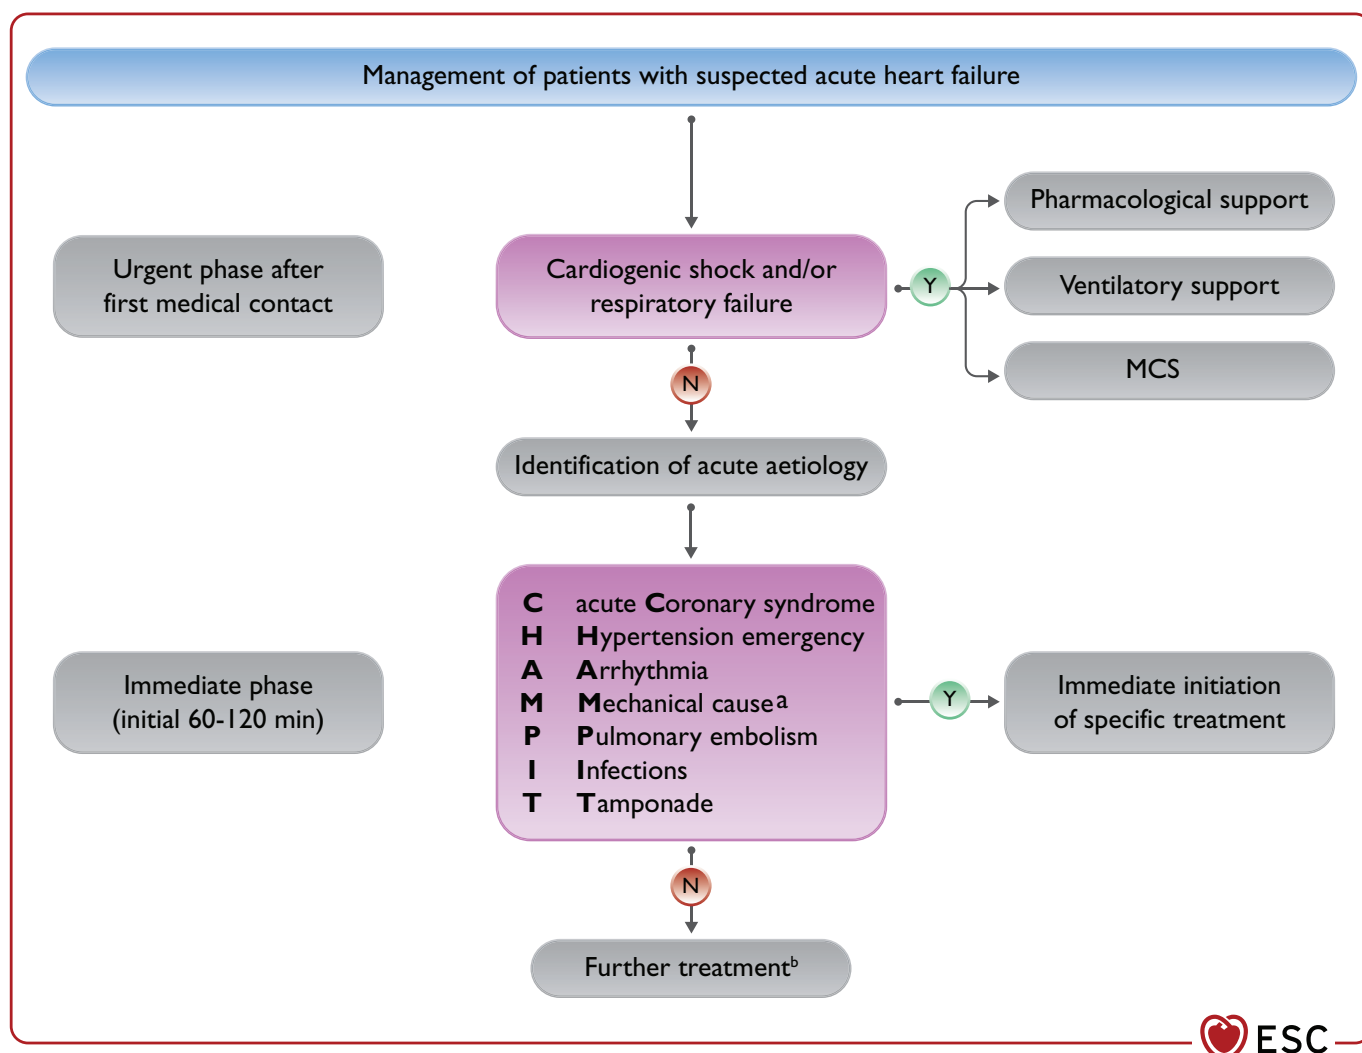 Management of patients with suspected acute heart failure
Pharmacological support
Urgent phase after
first medical contact
Cardiogenic shock and/or
respiratory failure
Y
Ventilatory support
MCS
N
Identification of acute aetiology
C acute Coronary syndrome
H Hypertension emergency
A Arrhythmia
M Mechanical cause a
P Pulmonary embolism
I Infections
T Tamponade
Immediate phase
(initial 60-120 min)
Y
Immediate initiation
of specific treatment
N
Further treatment b
ESC